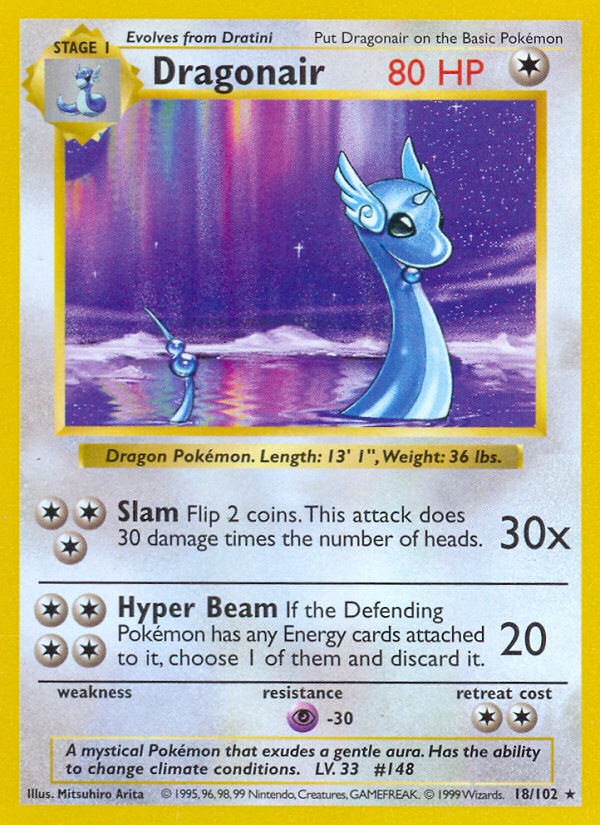 STAGE 1
Evolves from Dratini
Put Dragonair on the Basic Pokémon
Dragonair
80 HP
Dragon Pokémon. Length: 13' 1", Weight: 36 lbs.
Slam Flip 2 coins. This attack does
30 damage times the number of heads.
30x
Hyper Beam If the Defending
Pokémon has any Energy cards attached
to it, choose 1 of them and discard it.
20
weakness
resistance
retreat cost
-30
A mystical Pokémon that exudes a gentle aura. Has the ability
to change climate conditions. LV. 33 #148
Illus. Mitsuhiro Arita © 1995, 96, 98, 99 Nintendo, Creatures, GAMEFREAK. © 1999 Wizards. 18/102 ★